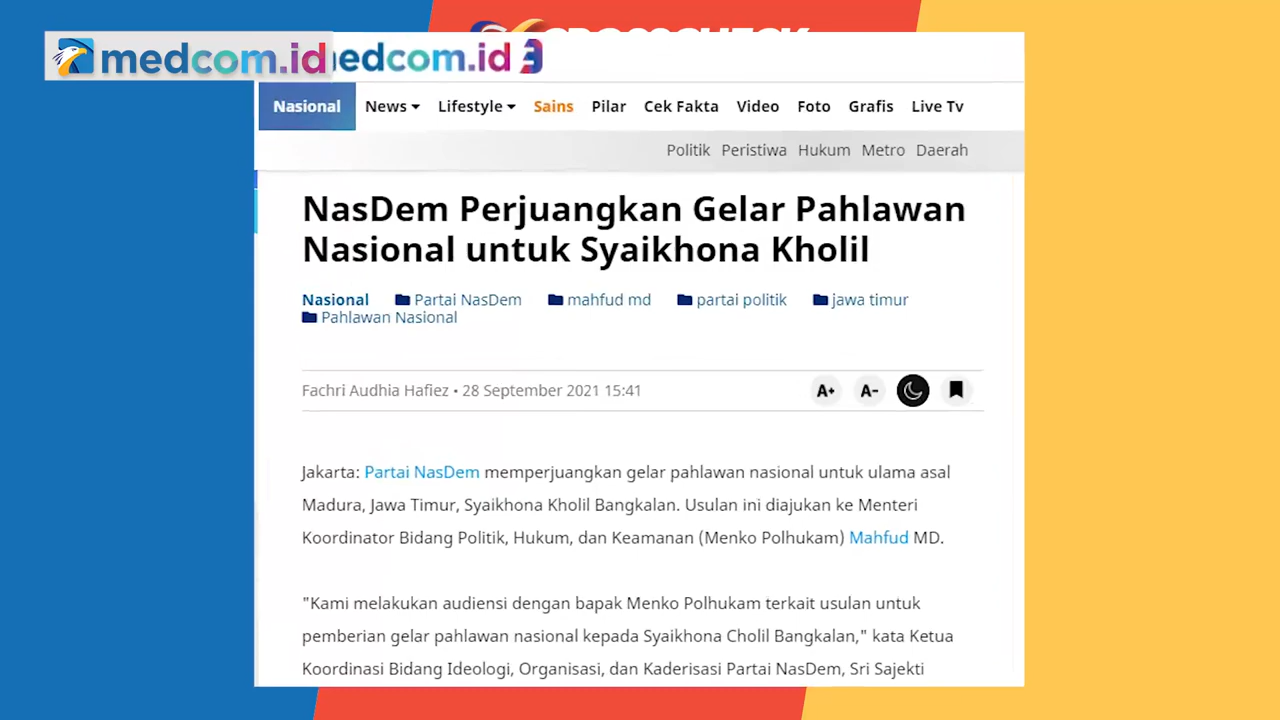 CROSSCHECK
medcom.id
medcom.id
Nasional News Lifestyle Sains Pilar Cek Fakta Video Foto Grafis Live Tv
Politik Peristiwa Hukum Metro Daerah
NasDem Perjuangkan Gelar Pahlawan
Nasional untuk Syaikhona Kholil
Nasional Partai NasDem mahfud md partai politik jawa timur
Pahlawan Nasional
Fachri Audhia Hafiez • 28 September 2021 15:41
A+ A-
Jakarta: Partai NasDem memperjuangkan gelar pahlawan nasional untuk ulama asal
Madura, Jawa Timur, Syaikhona Kholil Bangkalan. Usulan ini diajukan ke Menteri
Koordinator Bidang Politik, Hukum, dan Keamanan (Menko Polhukam) Mahfud MD.
"Kami melakukan audiensi dengan bapak Menko Polhukam terkait usulan untuk
pemberian gelar pahlawan nasional kepada Syaikhona Cholil Bangkalan," kata Ketua
Koordinasi Bidang Ideologi, Organisasi, dan Kaderisasi Partai NasDem, Sri Sajekti